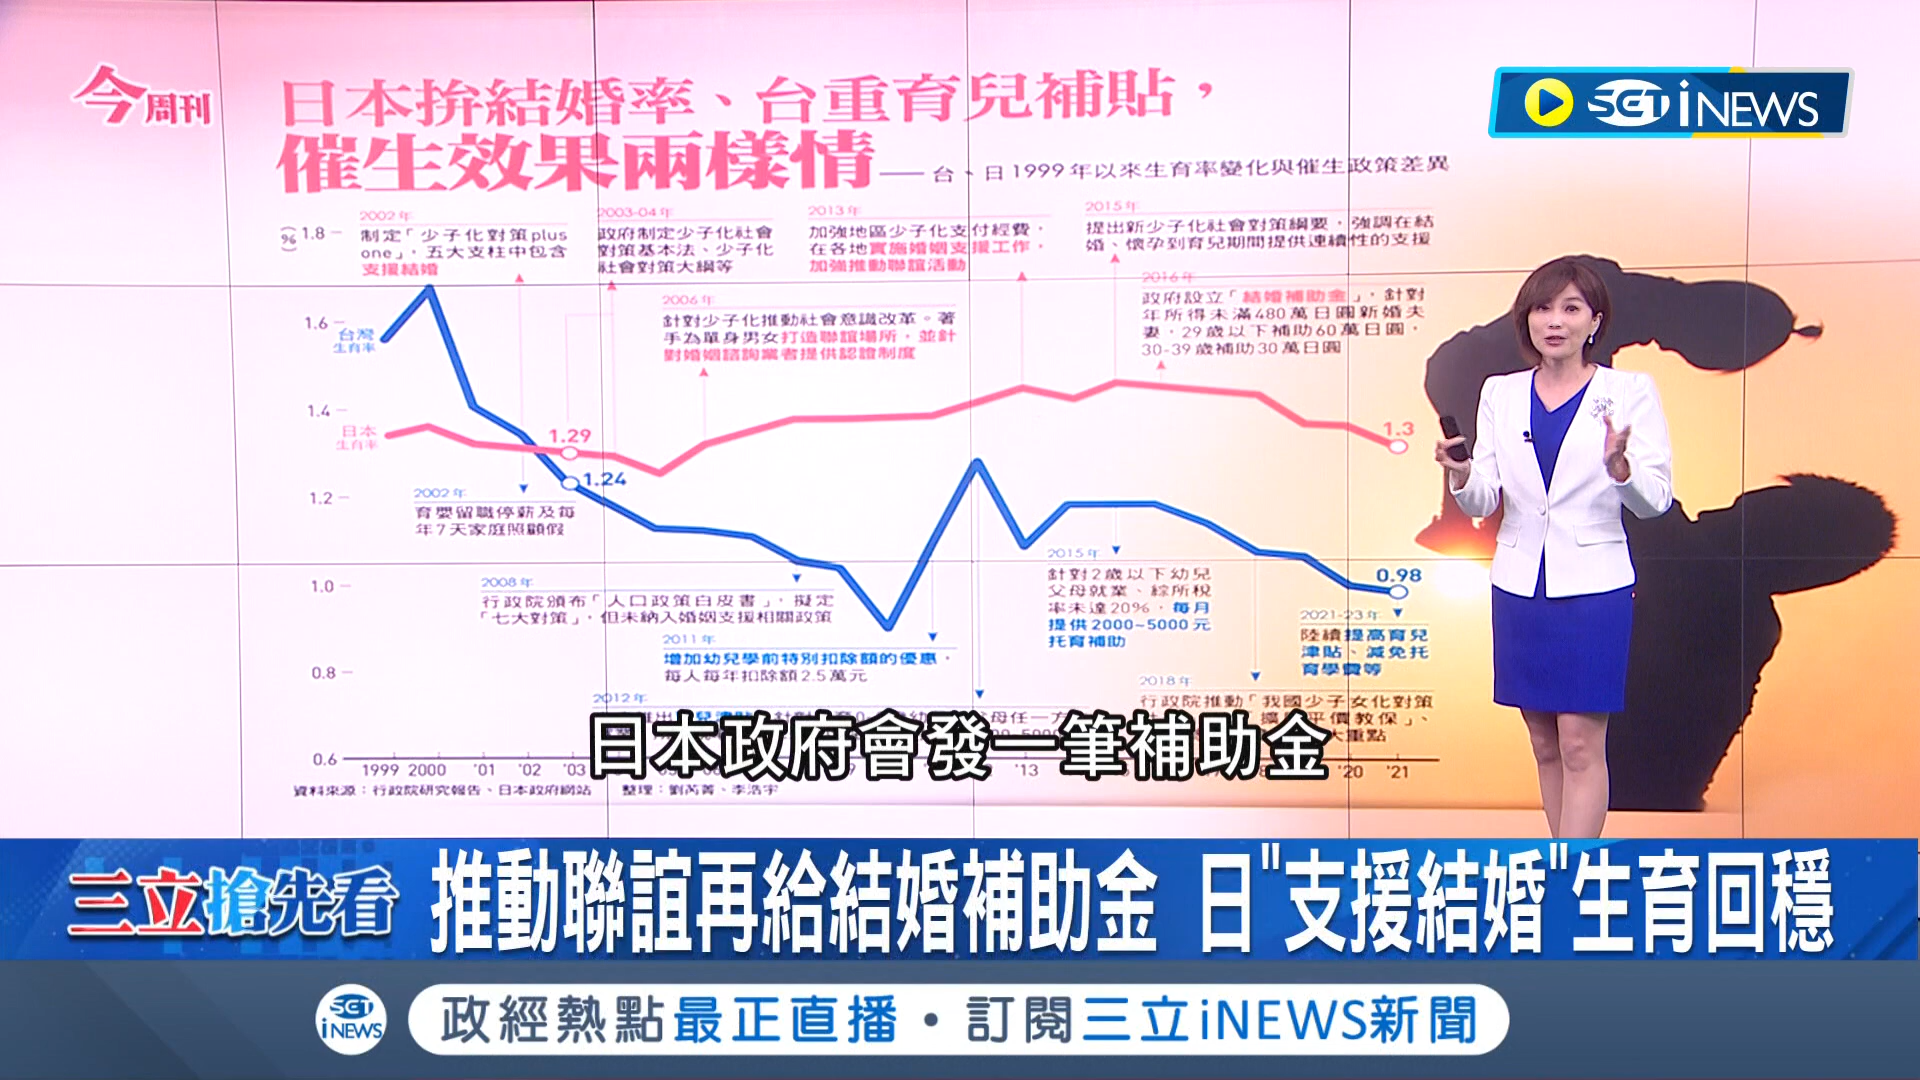 今周刊
日本拚結婚率、台重育兒補貼，
催生效果兩樣情——台、日1999年以來生育率變化與催生政策差異
SET iNEWS
(%)
1.8
1.6
1.4
1.2
1.0
0.8
0.6
2002年
制定「少子化對策plus
one」，五大支柱中包含
支援結婚
2003-04年
政府制定少子化社會
對策基本法、少子化
社會對策大綱等
2013年
加強地區少子化支付經費，
在各地實施婚姻支援工作，
加強推動聯誼活動
2015年
提出新少子化社會對策綱要，強調在結
婚、懷孕到育兒期間提供連續性的支援
2006年
針對少子化推動社會意識改革。著
手為單身男女打造聯誼場所，並針
對婚姻諮詢業者提供認證制度
2016年
政府設立「結婚補助金」，針對
年所得未滿480萬日圓新婚夫
妻，29歲以下補助60萬日圓，
30-39歲補助30萬日圓
台灣
生育率
日本
生育率
1.29
1.24
1.3
0.98
2002年
育嬰留職停薪及每
年7天家庭照顧假
2008年
行政院頒布「人口政策白皮書」，擬定
「七大對策」，但未納入婚姻支援相關政策
2011年
增加幼兒學前特別扣除額的優惠，
每人每年扣除額2.5萬元
2012年
2015年
針對2歲以下幼兒
父母就業、綜所稅
率未達20%，每月
提供2000~5000元
托育補助
2021-23年
陸續提高育兒
津貼、減免托
育學費等
2018年
行政院推動「我國少子女化對策
日本政府會發一筆補助金
1999 2000 '01 '02 '03 '13 '20 '21
資料來源：行政院研究報告、日本政府網站 整理：劉芮菁、李浩宇
三立搶先看
推動聯誼再給結婚補助金 日"支援結婚"生育回穩
SET iNEWS
政經熱點最正直播・訂閱三立iNEWS新聞